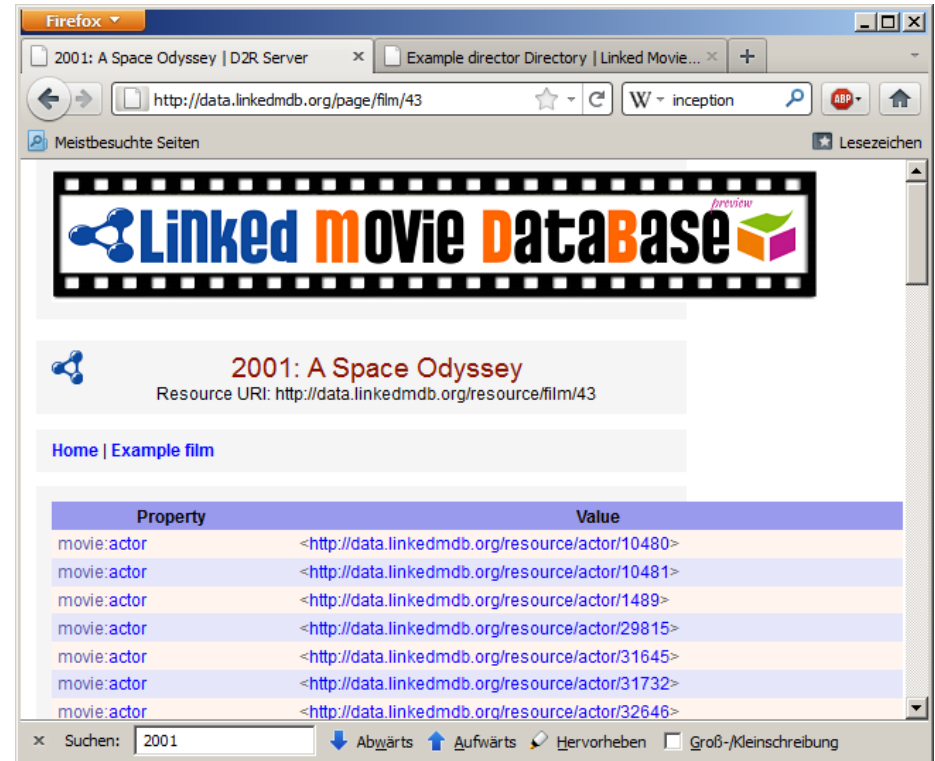 Firefox
2001: A Space Odyssey | D2R Server × Example director Directory | Linked Movie... × +
http://data.linkedmdb.org/page/film/43 W inception ABP
Meistbesuchte Seiten Lesezeichen
Linked Movie DataBase preview
2001: A Space Odyssey
Resource URI: http://data.linkedmdb.org/resource/film/43
Home | Example film
Property Value
movie:actor <http://data.linkedmdb.org/resource/actor/10480>
movie:actor <http://data.linkedmdb.org/resource/actor/10481>
movie:actor <http://data.linkedmdb.org/resource/actor/1489>
movie:actor <http://data.linkedmdb.org/resource/actor/29815>
movie:actor <http://data.linkedmdb.org/resource/actor/31645>
movie:actor <http://data.linkedmdb.org/resource/actor/31732>
movie:actor <http://data.linkedmdb.org/resource/actor/32646>
× Suchen: 2001 Abwärts Aufwärts Hervorheben Groß-/Kleinschreibung